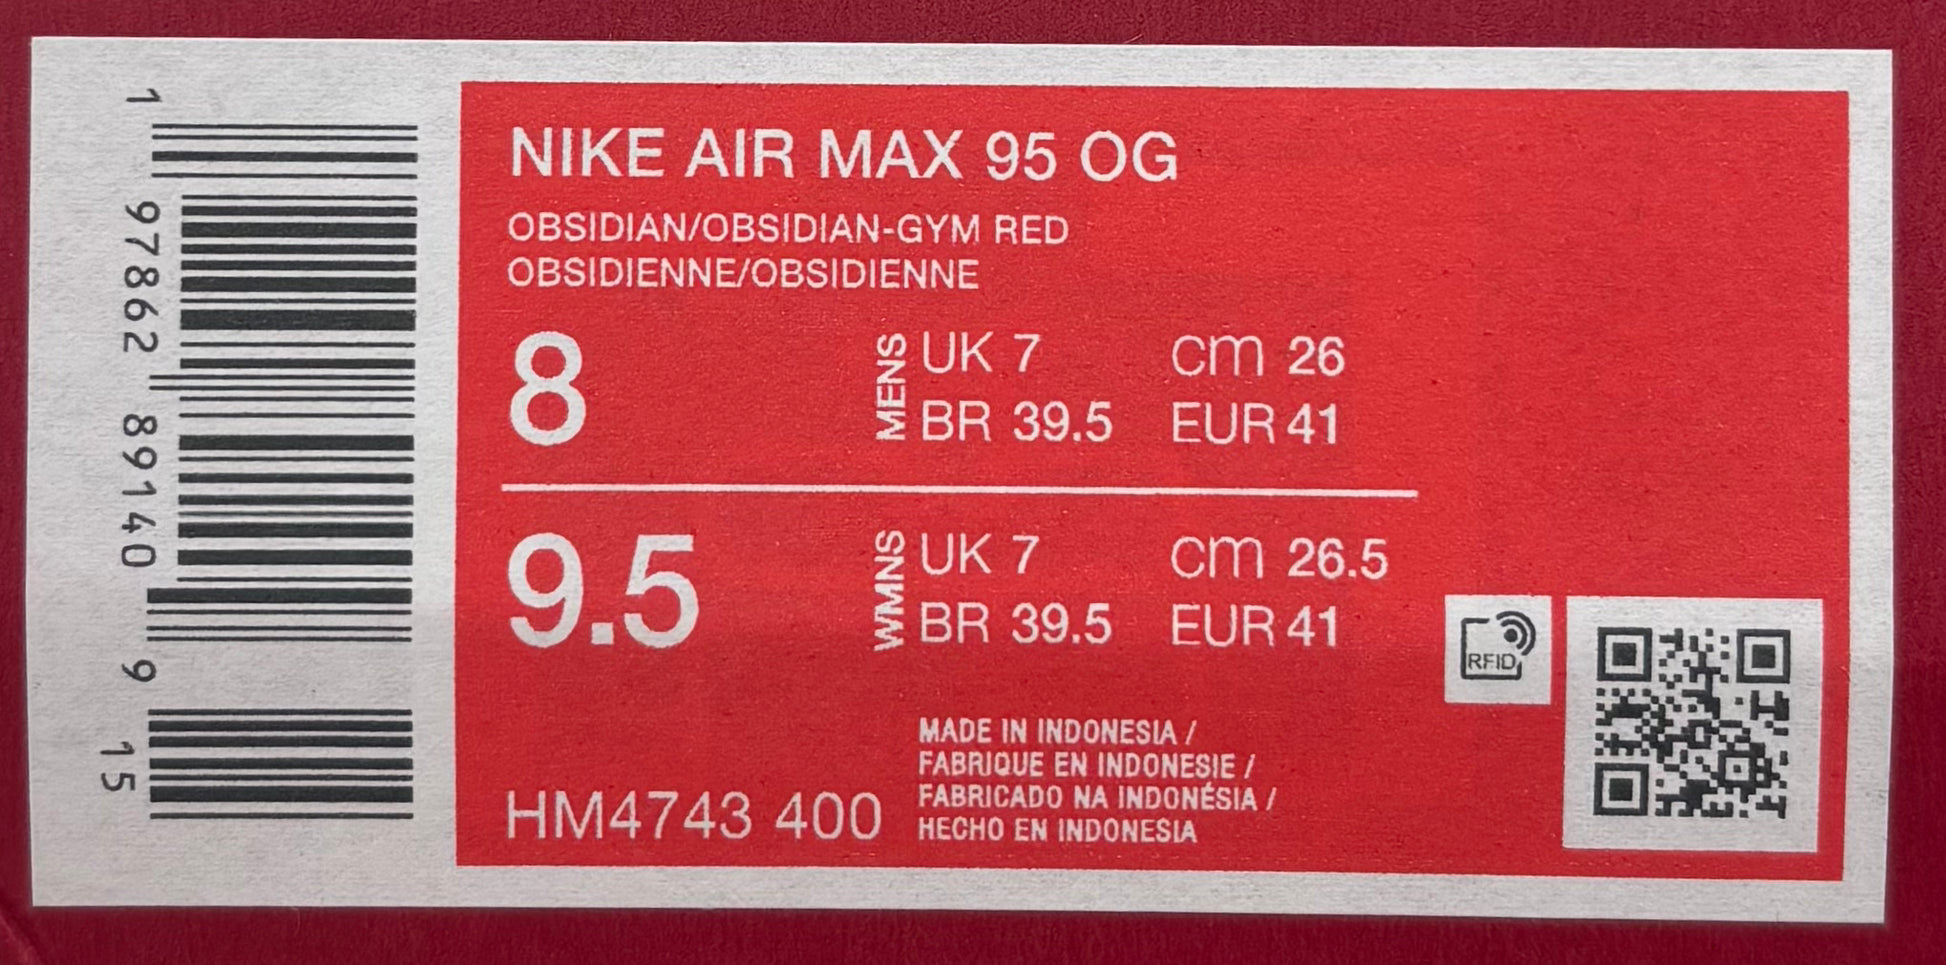 1 97862 89140 9 15
NIKE AIR MAX 95 OG
OBSIDIAN/OBSIDIAN-GYM RED
OBSIDIENNE/OBSIDIENNE
8
MENS
UK 7 cm 26
BR 39.5 EUR 41
9.5
WMNS
UK 7 cm 26.5
BR 39.5 EUR 41
RFID
MADE IN INDONESIA /
FABRIQUE EN INDONESIE /
FABRICADO NA INDONÉSIA /
HECHO EN INDONESIA
HM4743 400